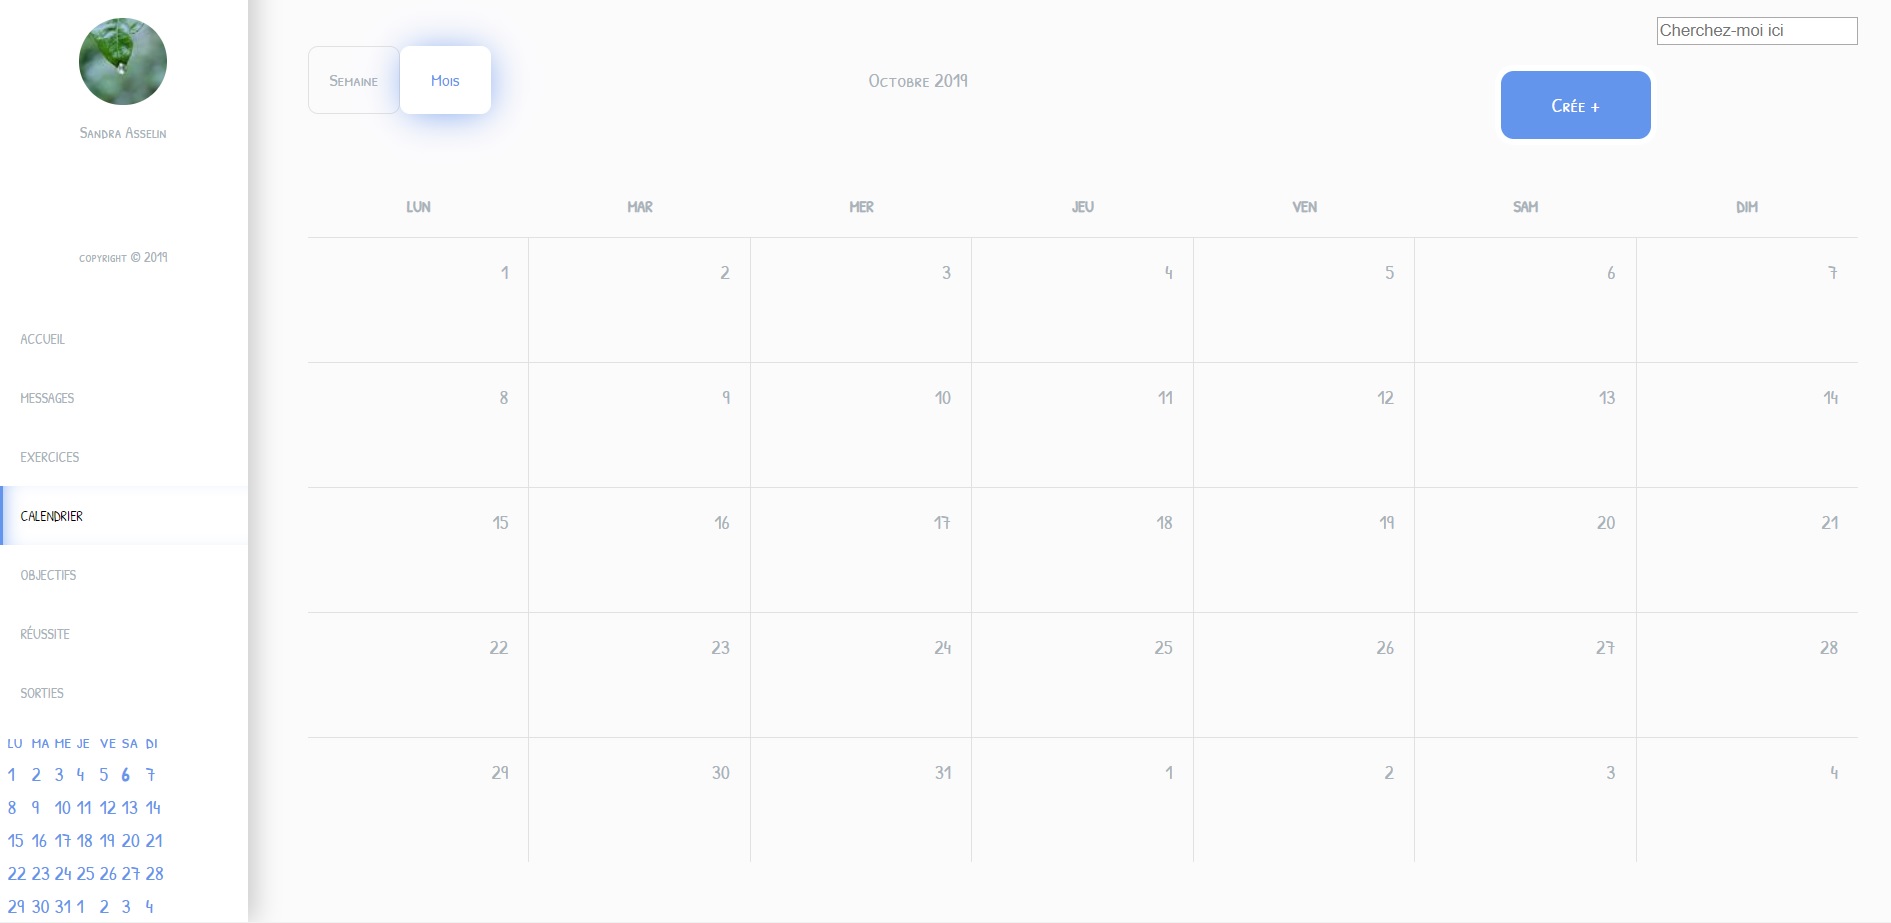 Sandra Asselin
copyright © 2019
ACCUEIL
MESSAGES
EXERCICES
CALENDRIER
OBJECTIFS
RÉUSSITE
SORTIES
LU MA ME JE VE SA DI
1 2 3 4 5 6 7
8 9 10 11 12 13 14
15 16 17 18 19 20 21
22 23 24 25 26 27 28
29 30 31 1 2 3 4
Cherchez-moi ici
Semaine Mois Octobre 2019 Crée +
LUN MAR MER JEU VEN SAM DIM
1 2 3 4 5 6 7
8 9 10 11 12 13 14
15 16 17 18 19 20 21
22 23 24 25 26 27 28
29 30 31 1 2 3 4